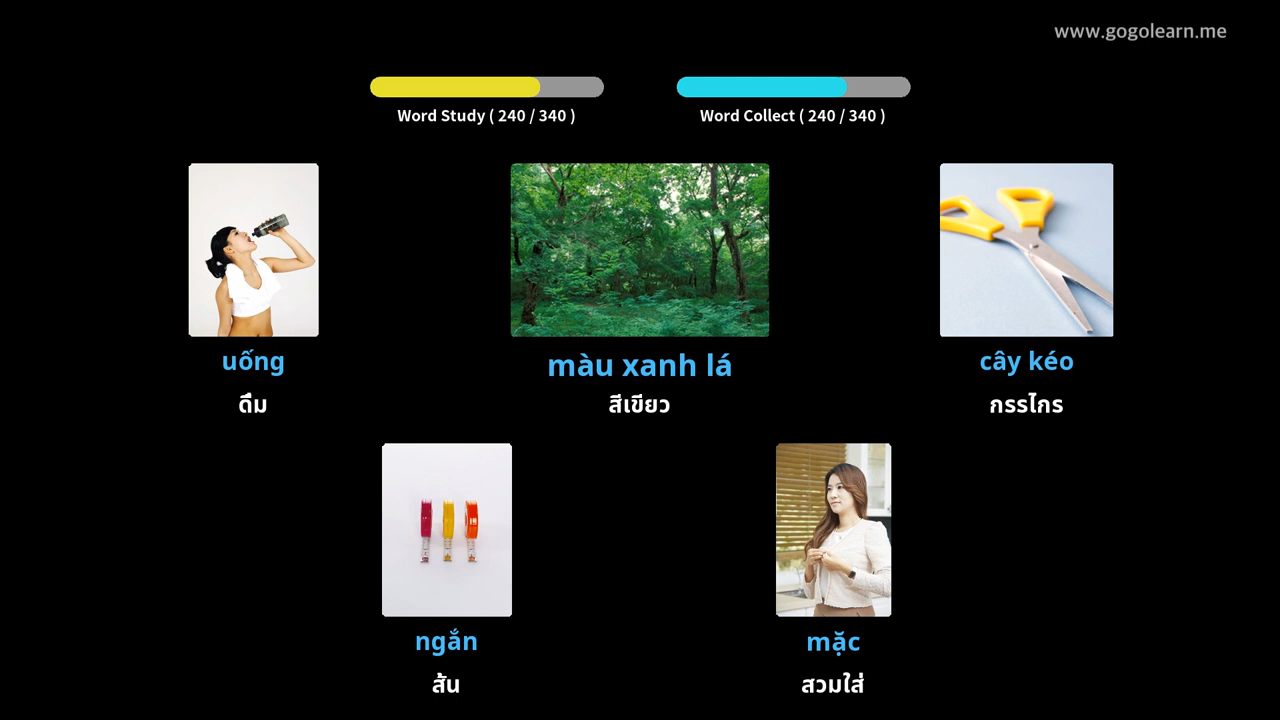 www.gogolearn.me
Word Study ( 240 / 340 )
Word Collect ( 240 / 340 )
uống
màu xanh lá
cây kéo
ดื่ม
สีเขียว
กรรไกร
ngắn
mặc
สั้น
สวมใส่